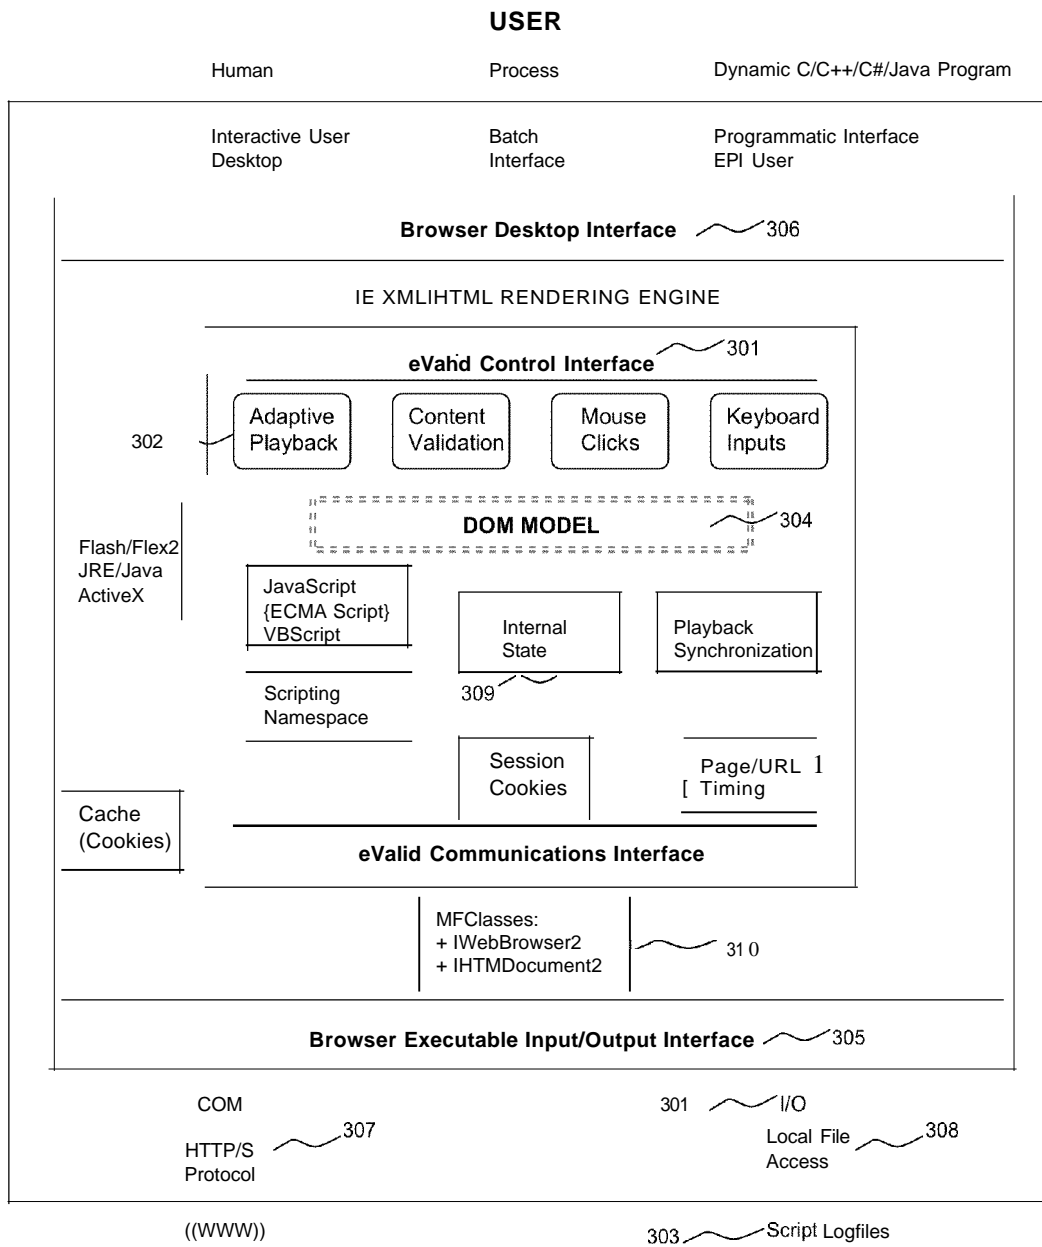 USER
Human Process Dynamic C/C++/C#/Java Program
Interactive User Batch Programmatic Interface
Desktop Interface EPI User
Browser Desktop Interface 306
IE XMLIHTML RENDERING ENGINE
eVahd Control Interface 301
302
Adaptive
Playback
Content
Validation
Mouse
Clicks
Keyboard
Inputs
DOM MODEL 304
Flash/Flex2
JRE/Java
ActiveX
JavaScript
{ECMA Script}
VBScript
Internal
State
309
Playback
Synchronization
Scripting
Namespace
Session
Cookies
Page/URL 1
[ Timing
Cache
(Cookies)
eValid Communications Interface
MFClasses:
+ IWebBrowser2
+ IHTMDocument2
310
Browser Executable Input/Output Interface 305
COM 301 I/O
HTTP/S 307
Protocol
Local File 308
Access
((WWW)) 303 Script Logfiles